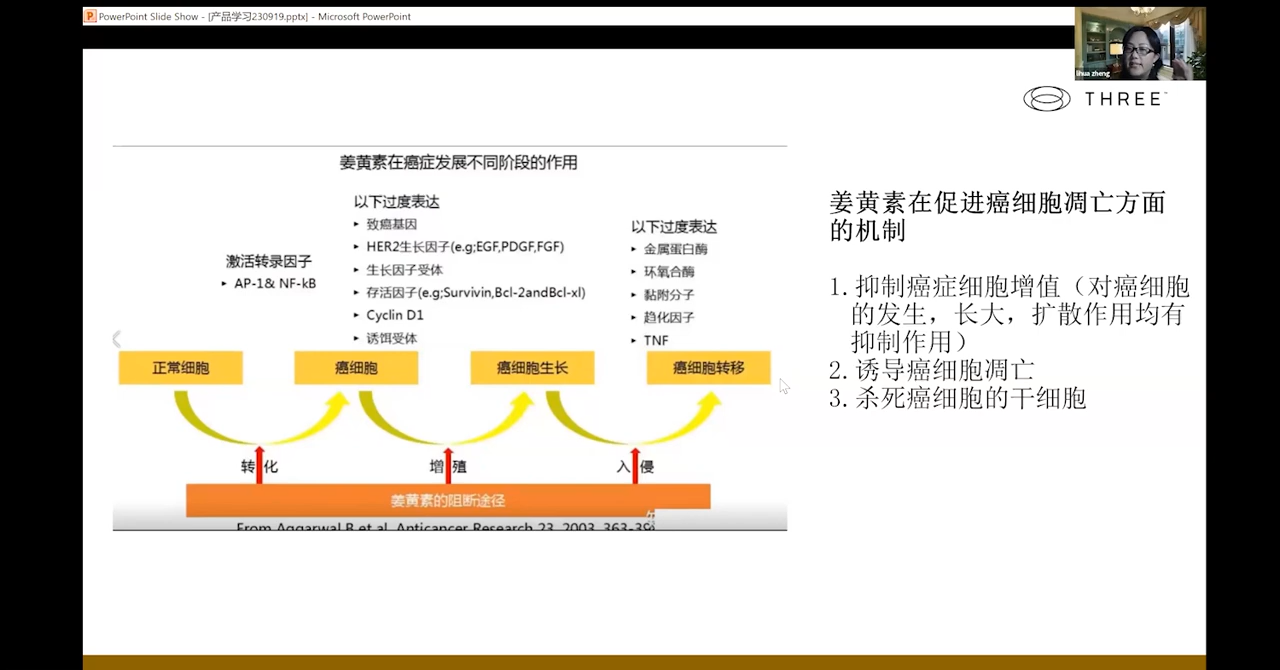 PowerPoint Slide Show - [产品学习230919.pptx] - Microsoft PowerPoint
lihua zheng
THREE
姜黄素在癌症发展不同阶段的作用
激活转录因子
‣ AP-1& NF-kB
以下过度表达
‣ 致癌基因
‣ HER2生长因子(e.g;EGF,PDGF,FGF)
‣ 生长因子受体
‣ 存活因子(e.g;Survivin,Bcl-2andBcl-xl)
‣ Cyclin D1
‣ 诱饵受体
以下过度表达
‣ 金属蛋白酶
‣ 环氧合酶
‣ 黏附分子
‣ 趋化因子
‣ TNF
正常细胞
癌细胞
癌细胞生长
癌细胞转移
转化
增殖
入侵
姜黄素的阻断途径
From Aggarwal B et al. Anticancer Research 23, 2003, 363-39
姜黄素在促进癌细胞凋亡方面
的机制
1. 抑制癌症细胞增值（对癌细胞
的发生，长大，扩散作用均有
抑制作用）
2. 诱导癌细胞凋亡
3. 杀死癌细胞的干细胞